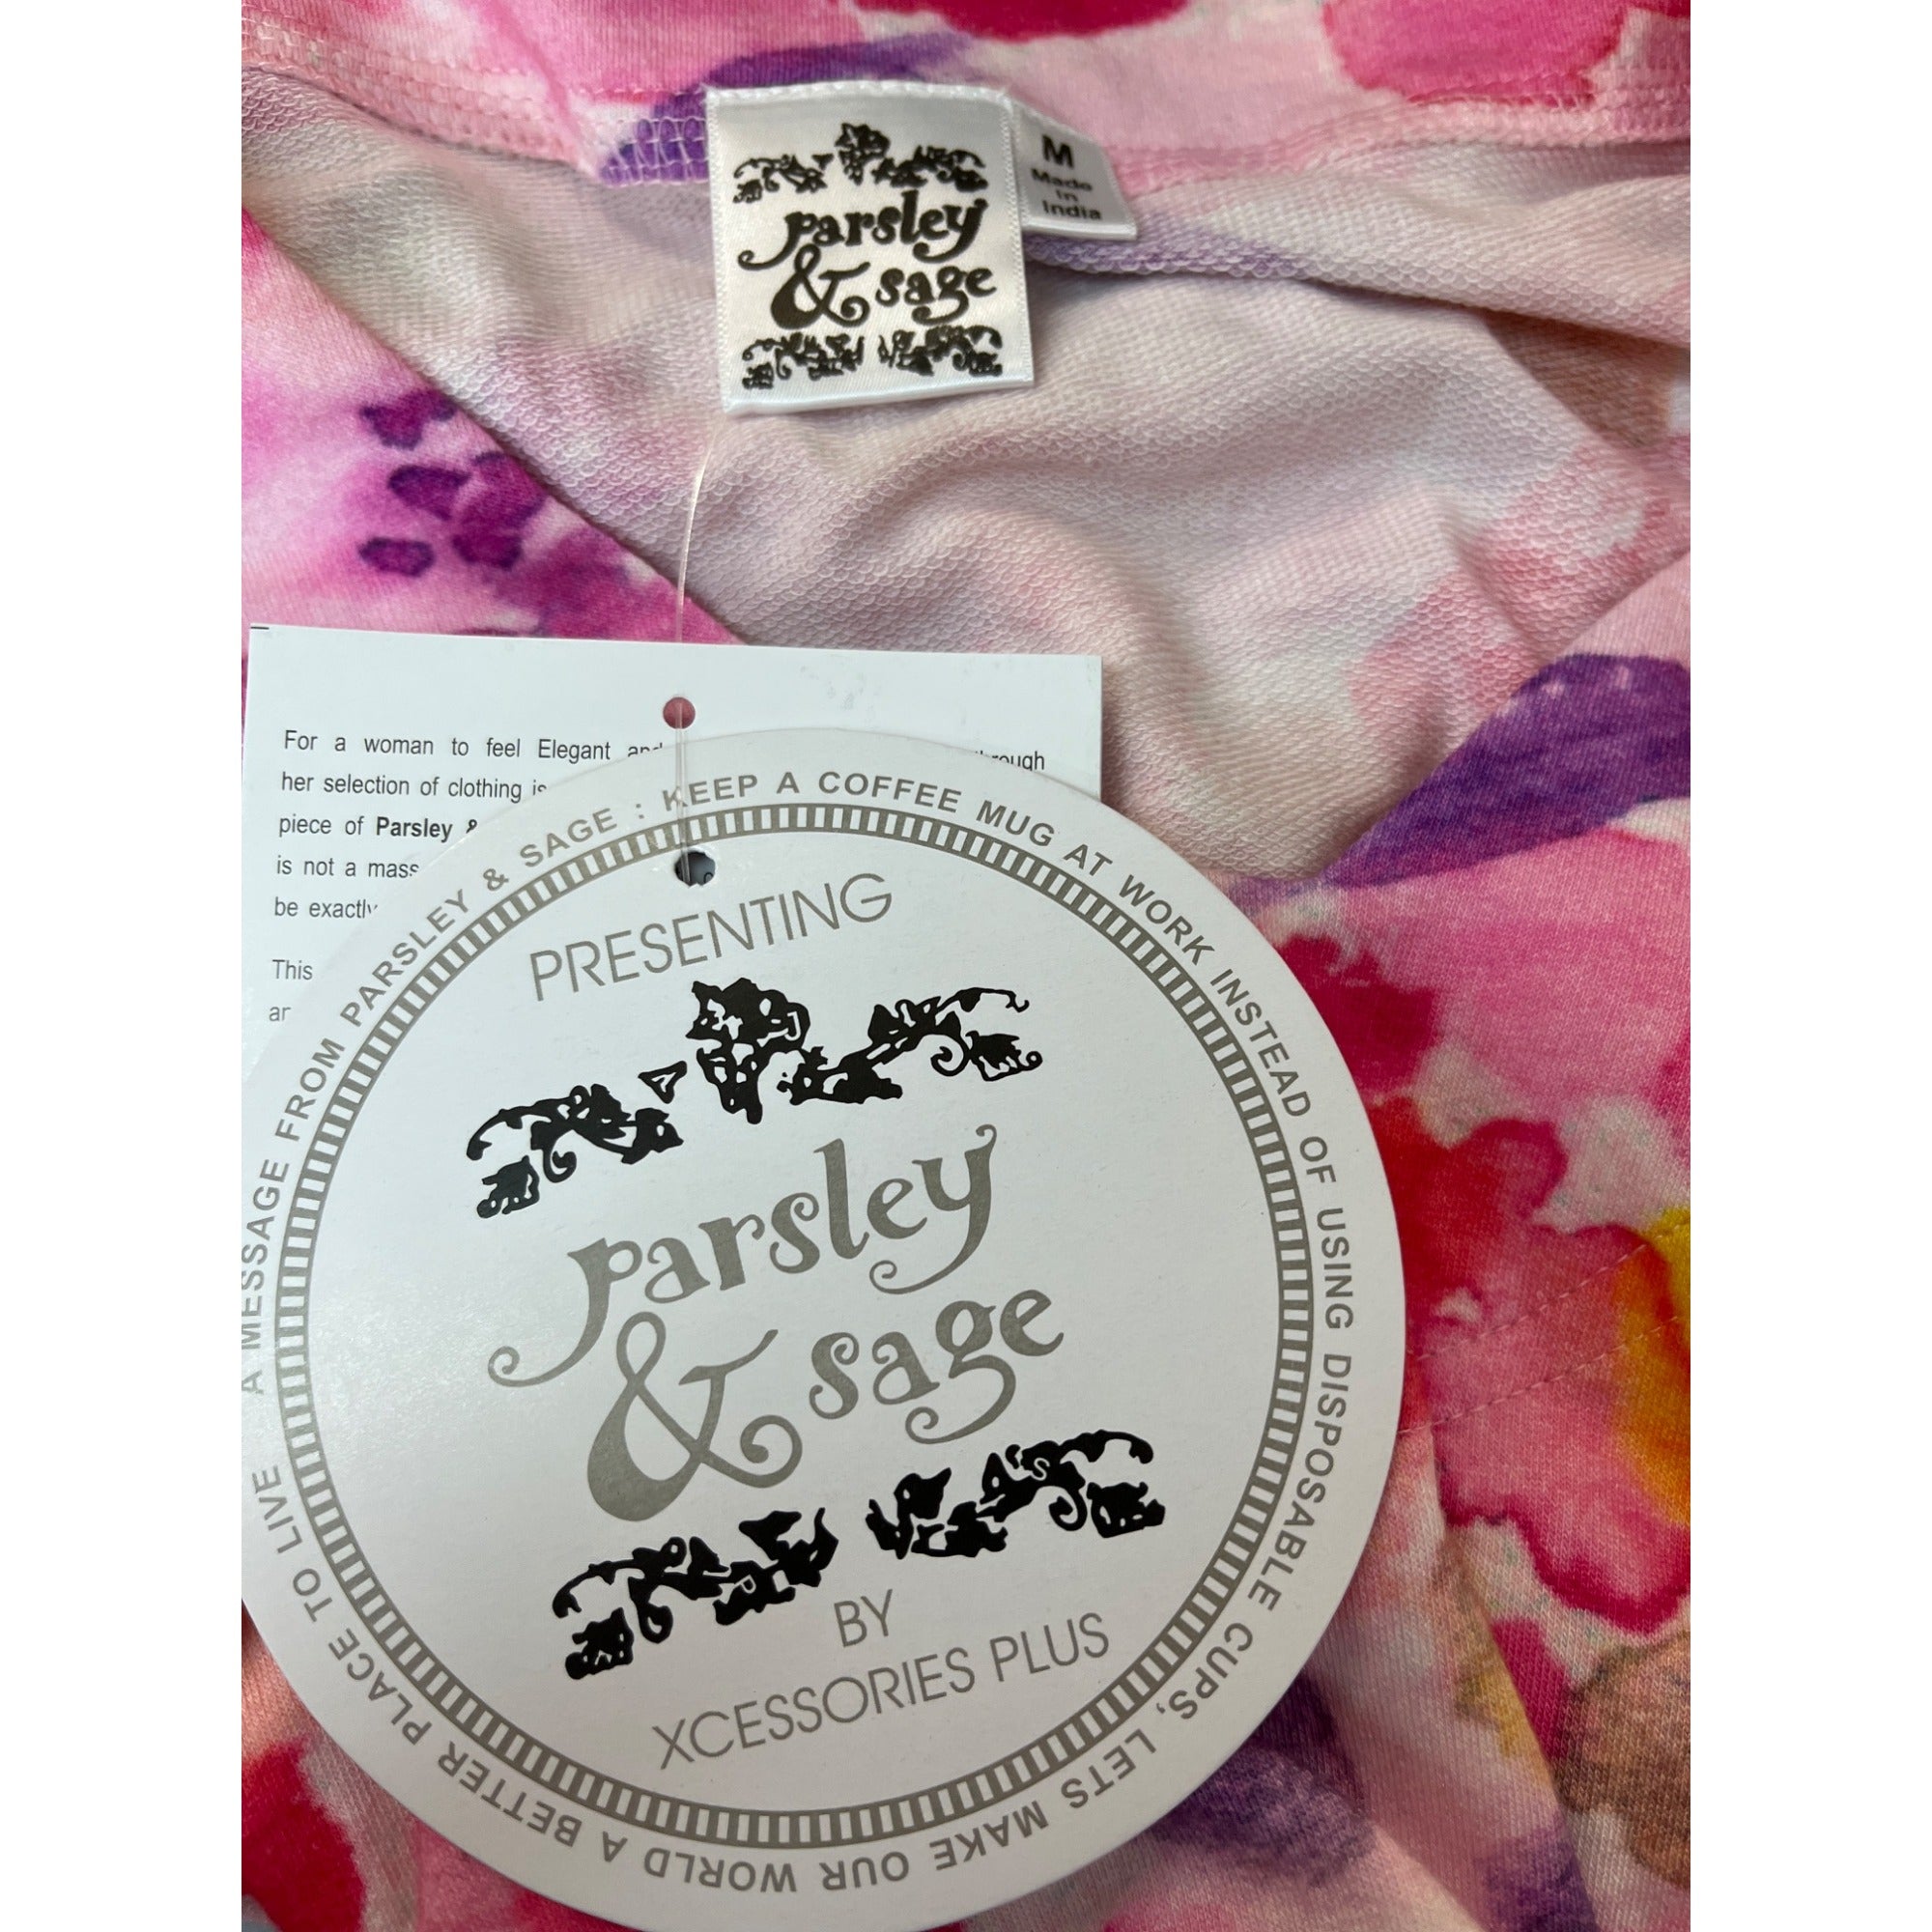 parsley
& sage
M
Made
in
India
For a woman to feel Elegant
her selection of clothing is
piece of Parsley &
is not a mass
be exactly
This
A MESSAGE FROM PARSLEY & SAGE : KEEP A COFFEE MUG AT WORK INSTEAD OF USING DISPOSABLE CUPS, LETS MAKE OUR WORLD A BETTER PLACE TO LIVE
PRESENTING
parsley
& sage
BY
XCESSORIES PLUS